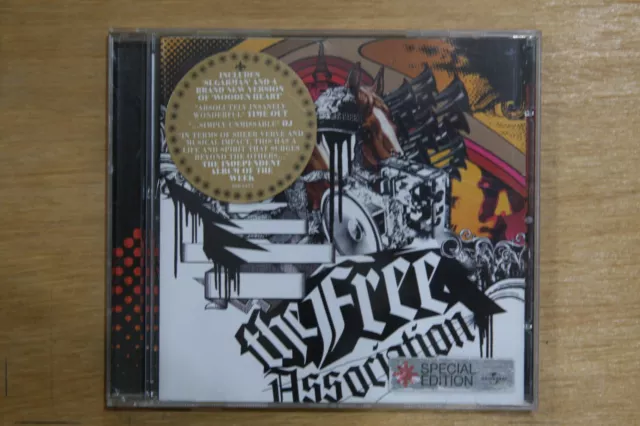 INCLUDES
'SUGARMAN' AND A
BRAND NEW VERSION
OF 'WOODEN HEART'
"ABSOLUTELY INSANELY
WONDERFUL" TIME OUT
"...SIMPLY UNMISSABLE" DJ
"IN TERMS OF SHEER VERVE AND
MUSICAL IMPACT, THIS HAS A
LIFE AND SPIRIT THAT SURGES
BEYOND THE OTHERS..."
THE INDEPENDENT
ALBUM OF THE
WEEK
the Free
Association
SPECIAL
EDITION